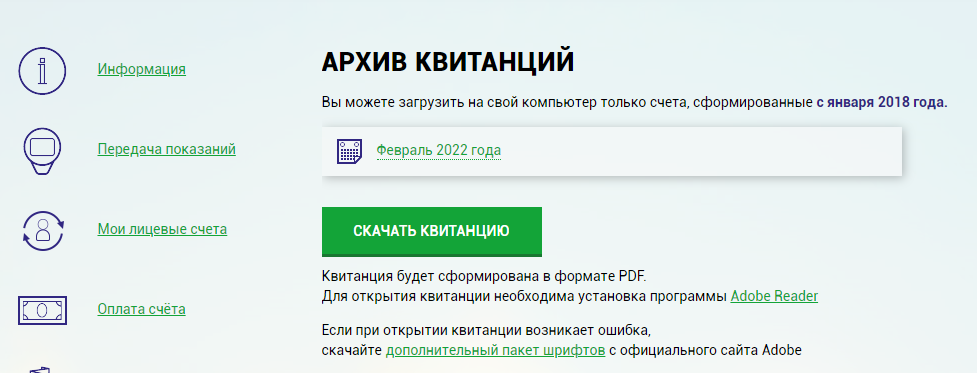 АРХИВ КВИТАНЦИЙ
Информация
Вы можете загрузить на свой компьютер только счета, сформированные с января 2018 года.
Передача показаний
Февраль 2022 года
Мои лицевые счета
СКАЧАТЬ КВИТАНЦИЮ
Квитанция будет сформирована в формате PDF.
Для открытия квитанции необходима установка программы Adobe Reader
Оплата счёта
Если при открытии квитанции возникает ошибка,
скачайте дополнительный пакет шрифтов с официального сайта Adobe